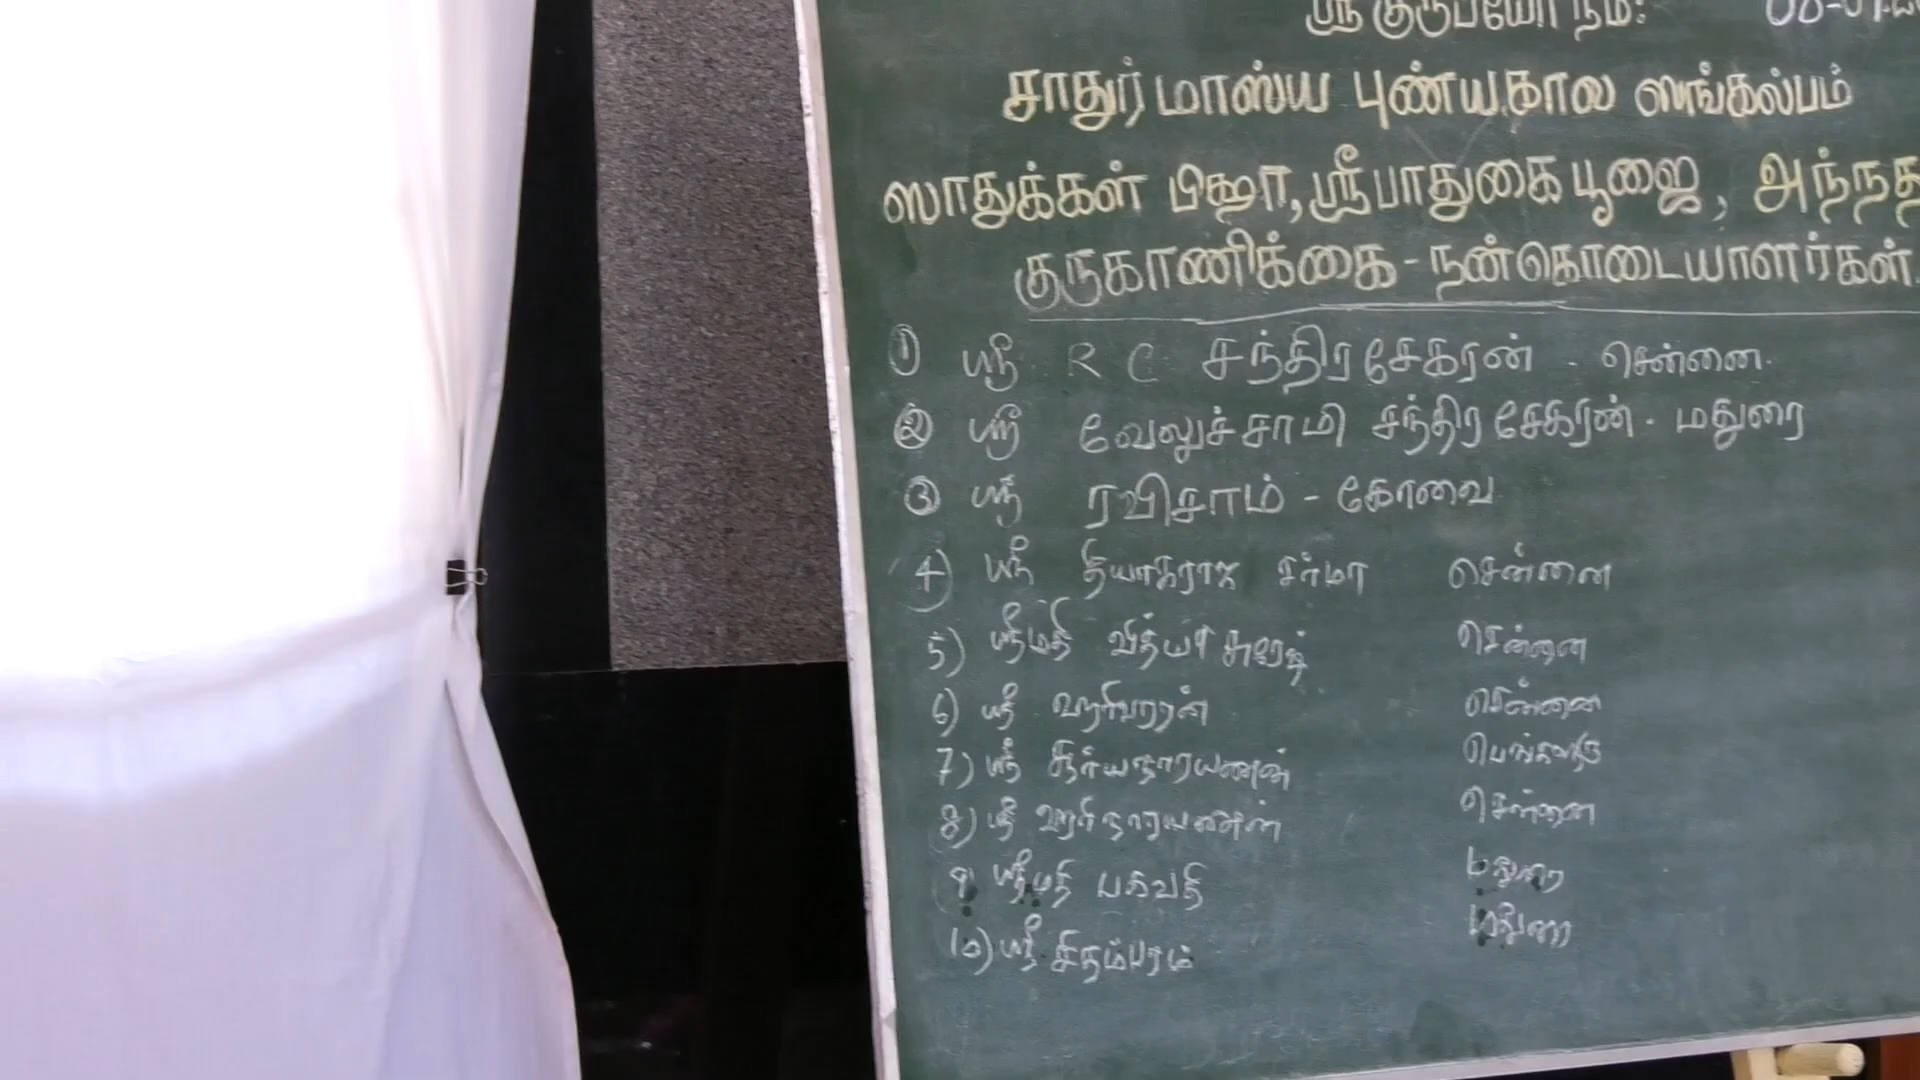 ஸ்ரீ குருப்யோ நம:
சாதுர்மாஸ்ய புண்யகால ஸங்கல்பம்
ஸாதுக்கள் பிக்ஷா, ஸ்ரீபாதுகை பூஜை,
குருகாணிக்கை - நன்கொடையாளர்கள்.
① ஸ்ரீ R C சந்திரசேகரன் - சென்னை.
② ஸ்ரீ வேலுச்சாமி சந்திரசேகரன். மதுரை
③ ஸ்ரீ ரவிசாம் - கோவை
4) ஸ்ரீ தியாகராஜ சர்மா சென்னை
5) ஸ்ரீமதி வித்யா சுரேஷ் சென்னை
6) ஸ்ரீ ஹரிஹரன் சென்னை
7) ஸ்ரீ சூர்யநாராயணன்
8) ஸ்ரீ ஹரிநாராயணன் சென்னை
9) ஸ்ரீமதி பகவதி மதுரை
10) ஸ்ரீ சிதம்பரம் மதுரை